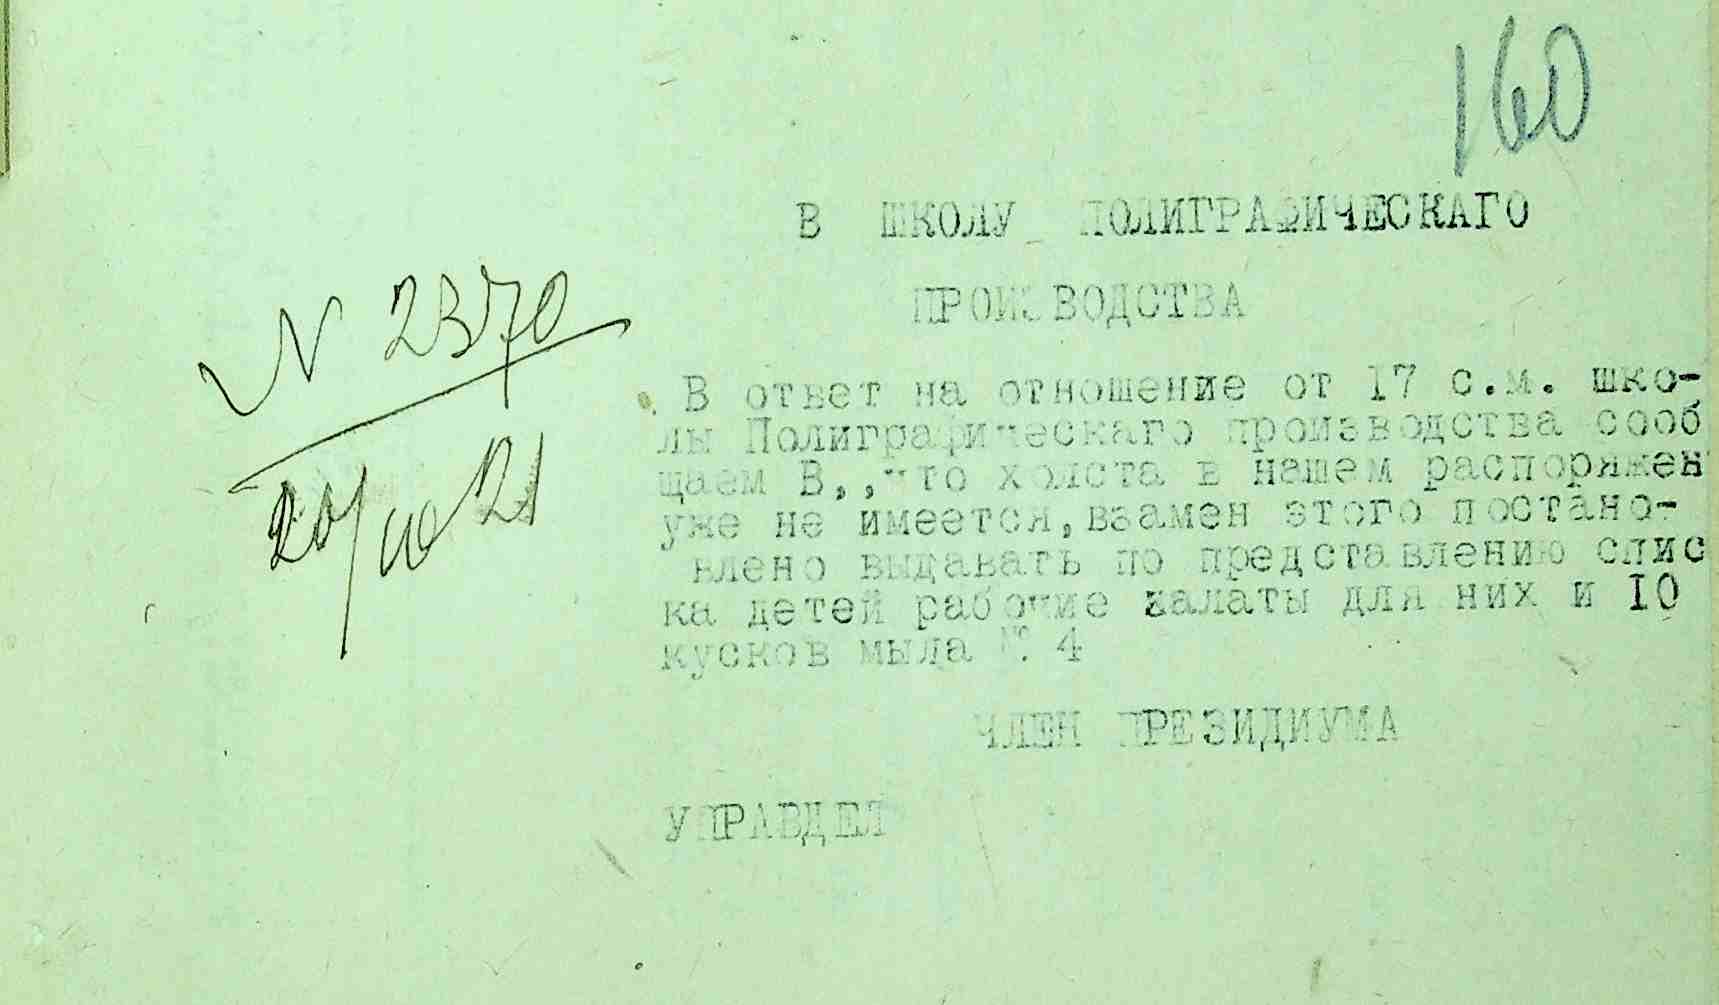 160
В ШКОЛУ ПОЛИГРАФИЧЕСКАГО
ПРОИЗВОДСТВА
N 2370
20/10 21
В ответ на отношение от 17 с.м. шко-
лы Полиграфическаго производства сооб
щаем В,,что холста в нашем распоряжен
уже не имеется,взамен этого постано-
влено выдавать по представлению спис
ка детей рабочие халаты для них и 10
кусков мыла №. 4
ЧЛЕН ПРЕЗИДИУМА
УПРАВДЕЛ